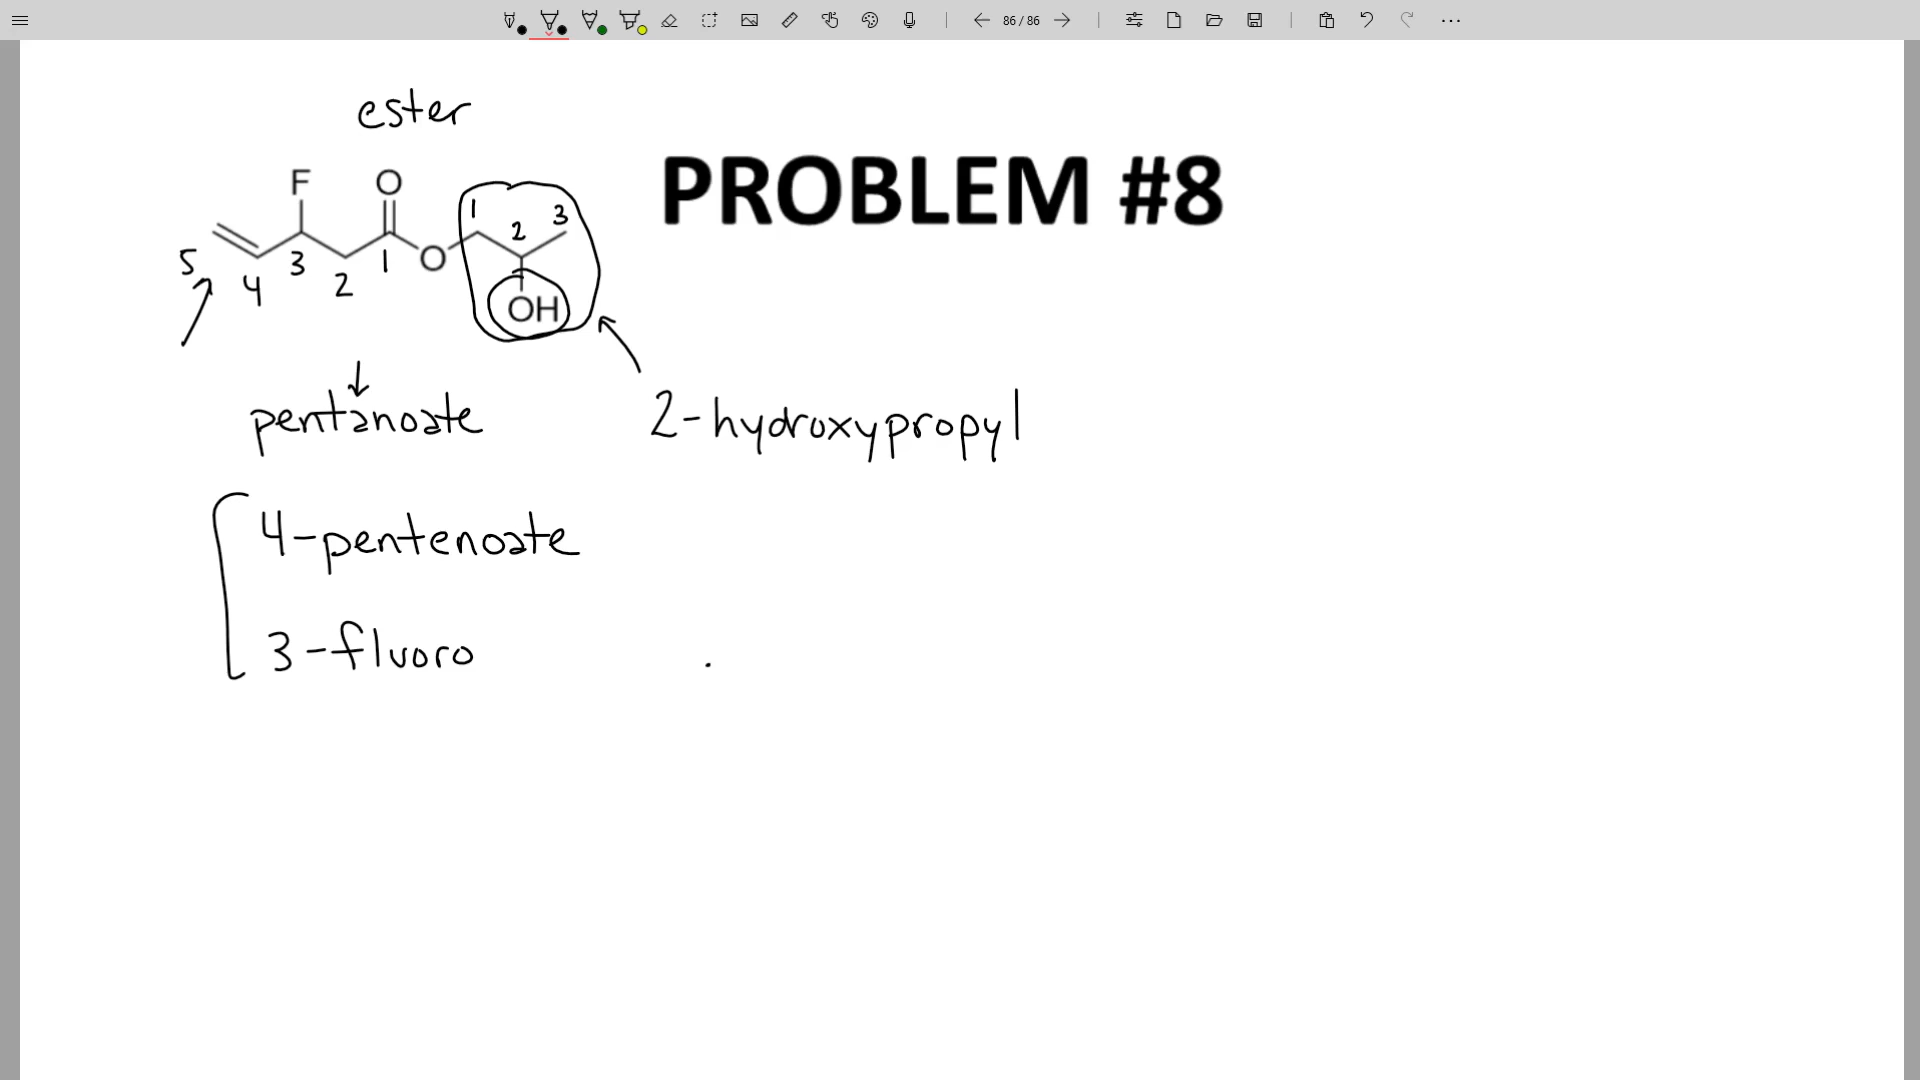 86 / 86
ester
PROBLEM #8
F
O
1
2
3
5
4
3
2
1
O
OH
pentanoate
2-hydroxypropyl
4-pentenoate
3-fluoro